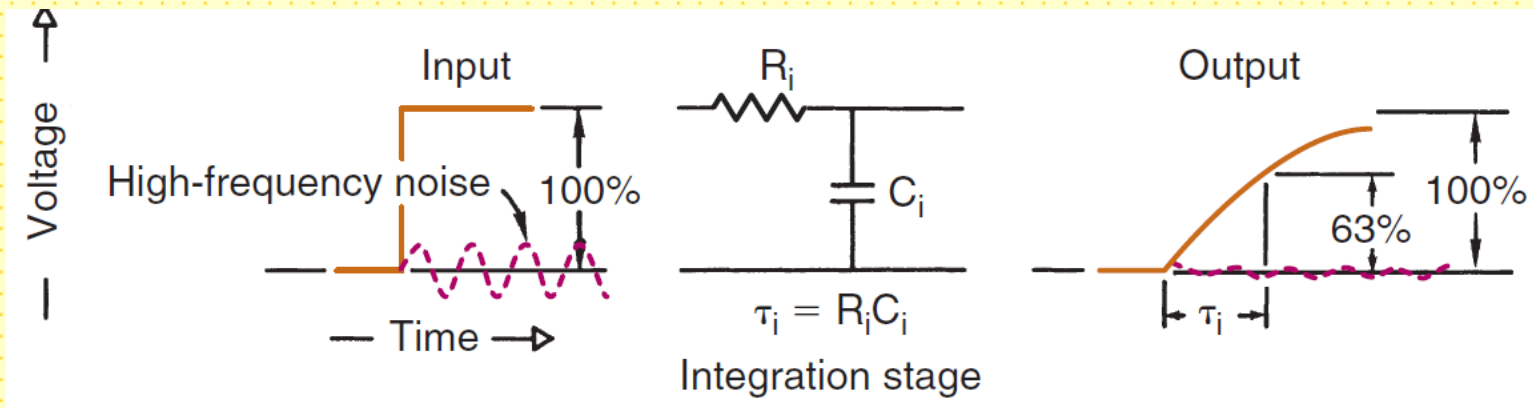 Voltage
Input
High-frequency noise
100%
Time
Rᵢ
Cᵢ
τᵢ = RᵢCᵢ
Integration stage
Output
63%
100%
τᵢ